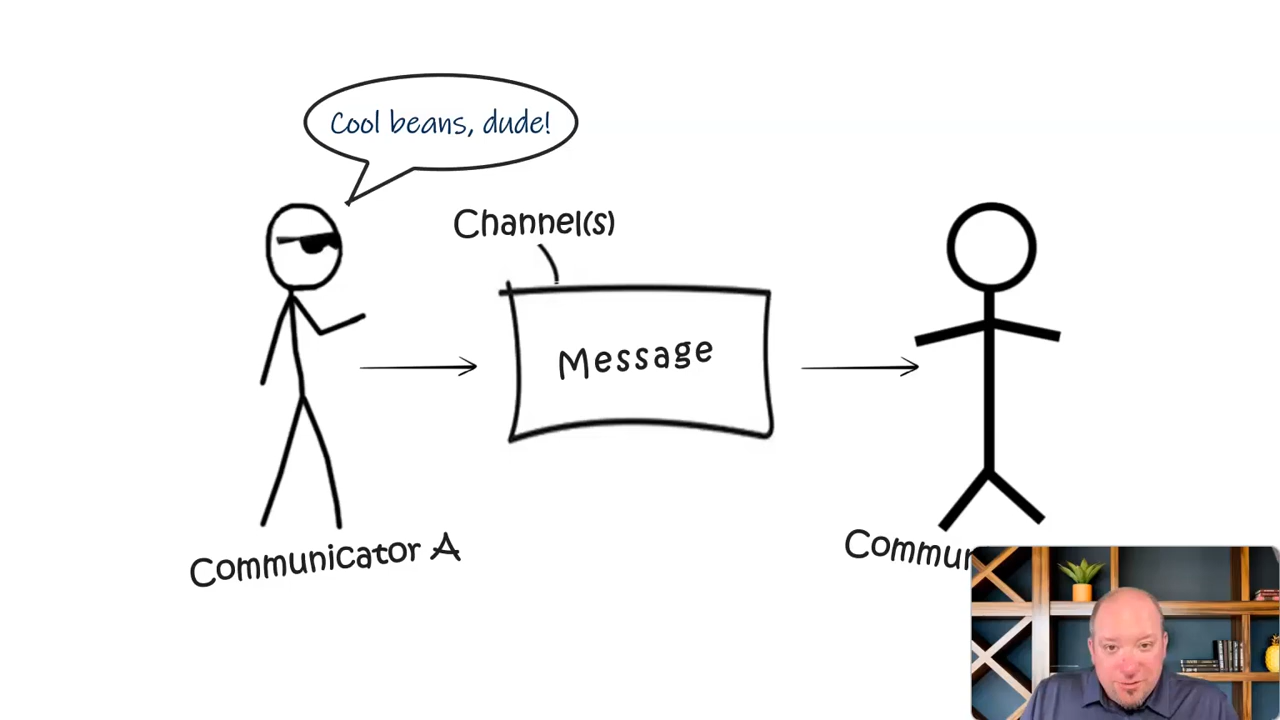 Cool beans, dude!
Channel(s)
Message
Communicator A